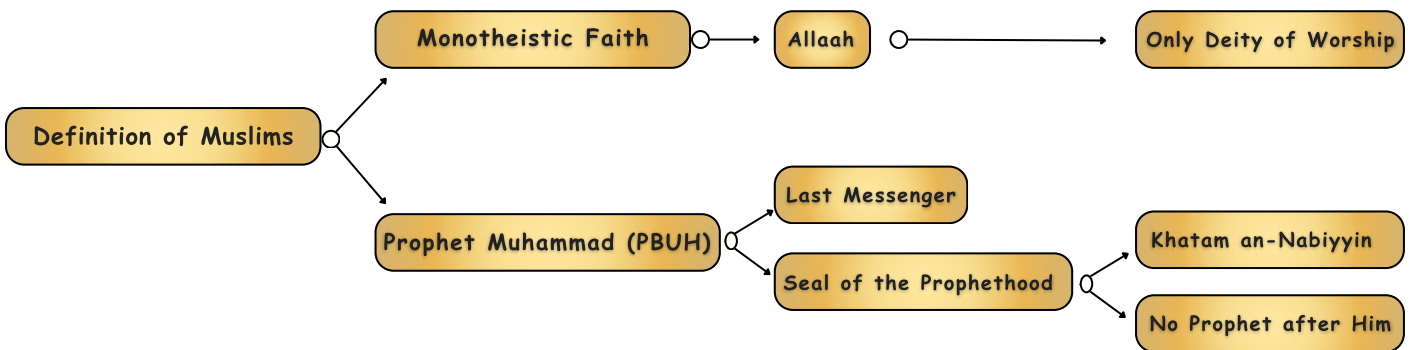 Monotheistic Faith
Allaah
Only Deity of Worship
Definition of Muslims
Last Messenger
Prophet Muhammad (PBUH)
Khatam an-Nabiyyin
Seal of the Prophethood
No Prophet after Him